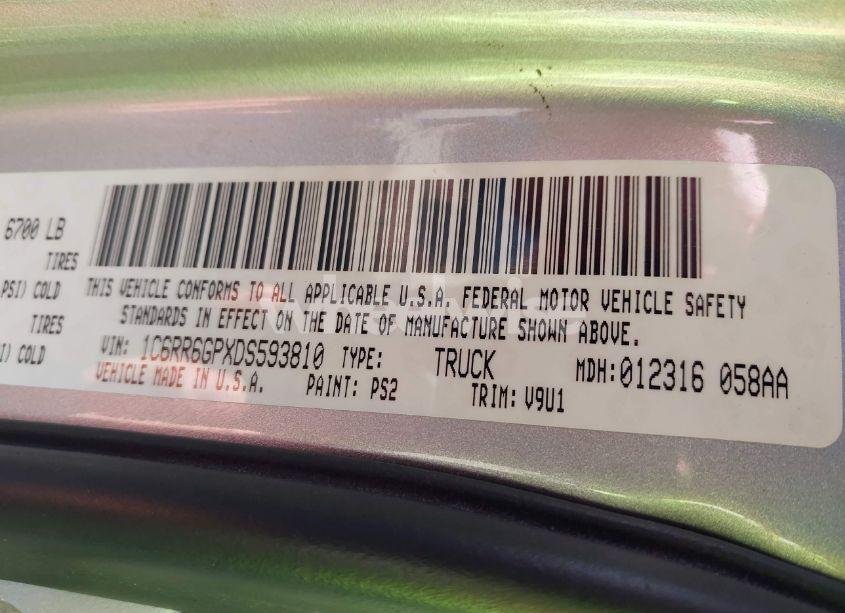 6700 LB
TIRES
PSI) COLD
THIS VEHICLE CONFORMS TO ALL APPLICABLE U.S.A. FEDERAL MOTOR VEHICLE SAFETY
TIRES
STANDARDS IN EFFECT ON THE DATE OF MANUFACTURE SHOWN ABOVE.
I) COLD
VIN: 1C6RR6GPXDS593810 TYPE: TRUCK MDH:012316 058AA
VEHICLE MADE IN U.S.A. PAINT: PS2 TRIM: V9U1